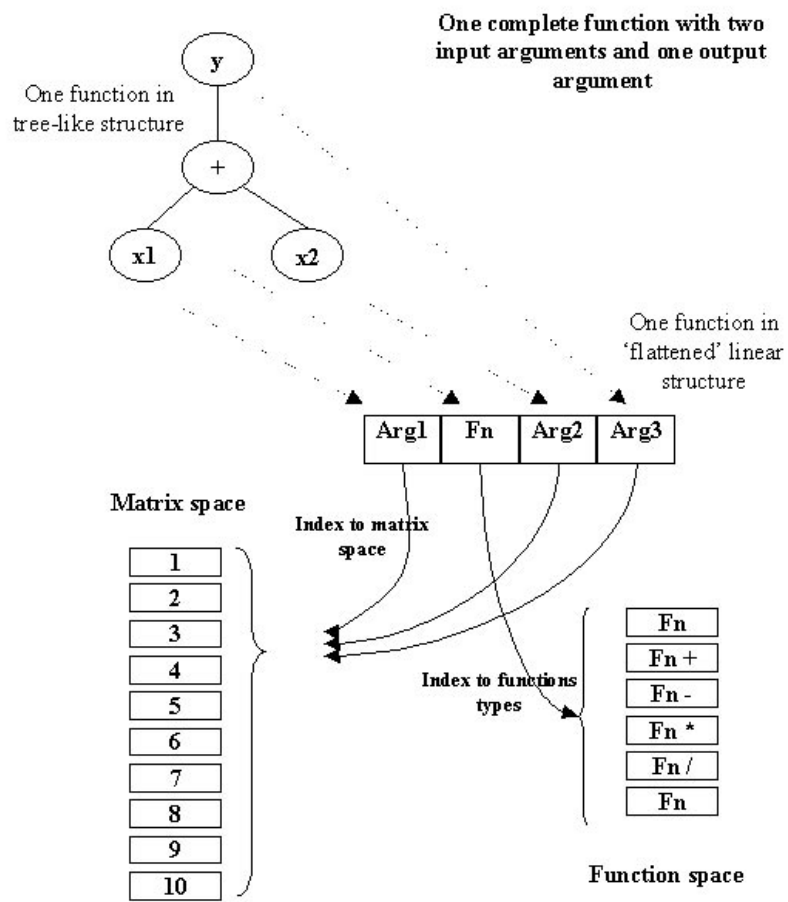 One complete function with two
input arguments and one output
argument
y
One function in
tree-like structure
+
x1
x2
One function in
‘flattened’ linear
structure
Arg1 Fn Arg2 Arg3
Matrix space
Index to matrix
space
1
2
3
4
5
6
7
8
9
10
Index to functions
types
Fn
Fn +
Fn -
Fn *
Fn /
Fn
Function space